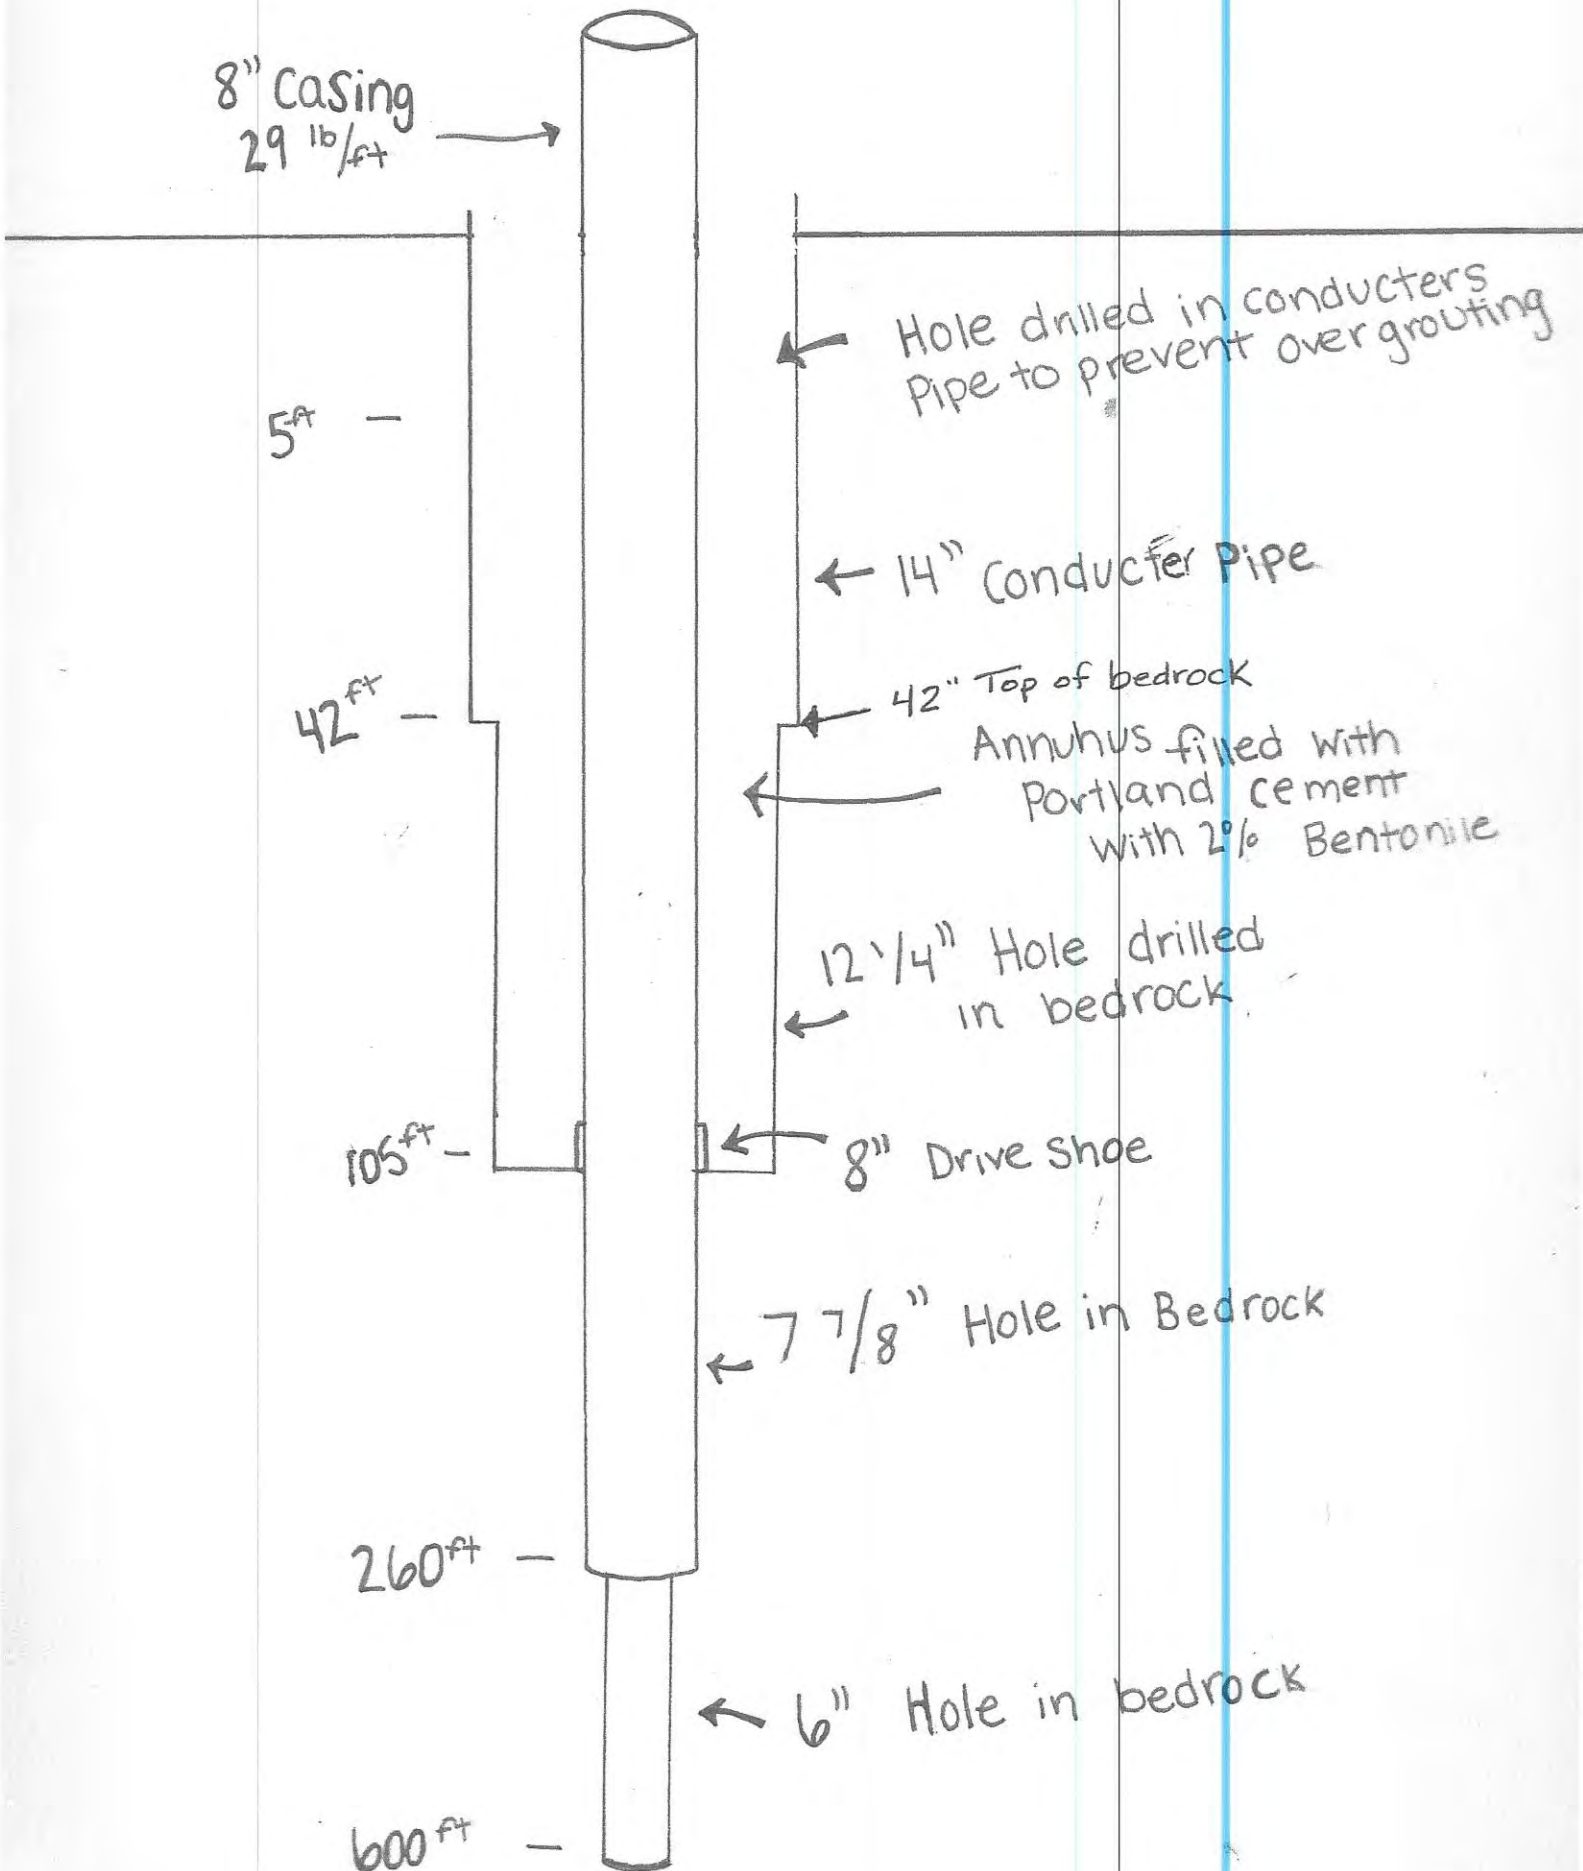 8" Casing
29 lb/ft
Hole drilled in conducters
Pipe to prevent over grouting
5ft —
← 14" Conducter Pipe
42ft —
42" Top of bedrock
Annuhus filled with
Portland cement
with 2% Bentonite
12 1/4" Hole drilled
in bedrock
105ft —
8" Drive Shoe
7 7/8" Hole in Bedrock
260ft —
6" Hole in bedrock
600ft —